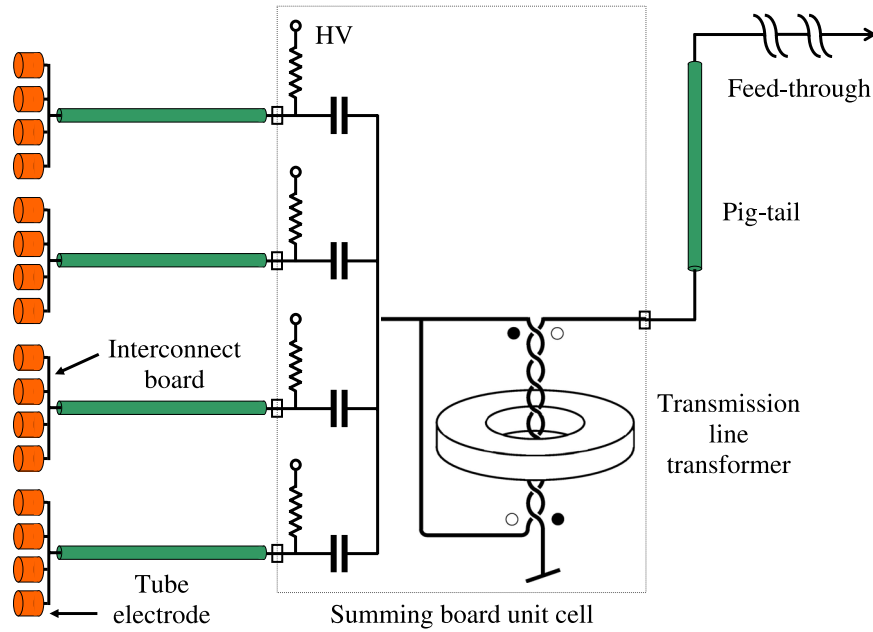 HV
Feed-through
Pig-tail
Interconnect
board
Transmission
line
transformer
Tube
electrode
Summing board unit cell